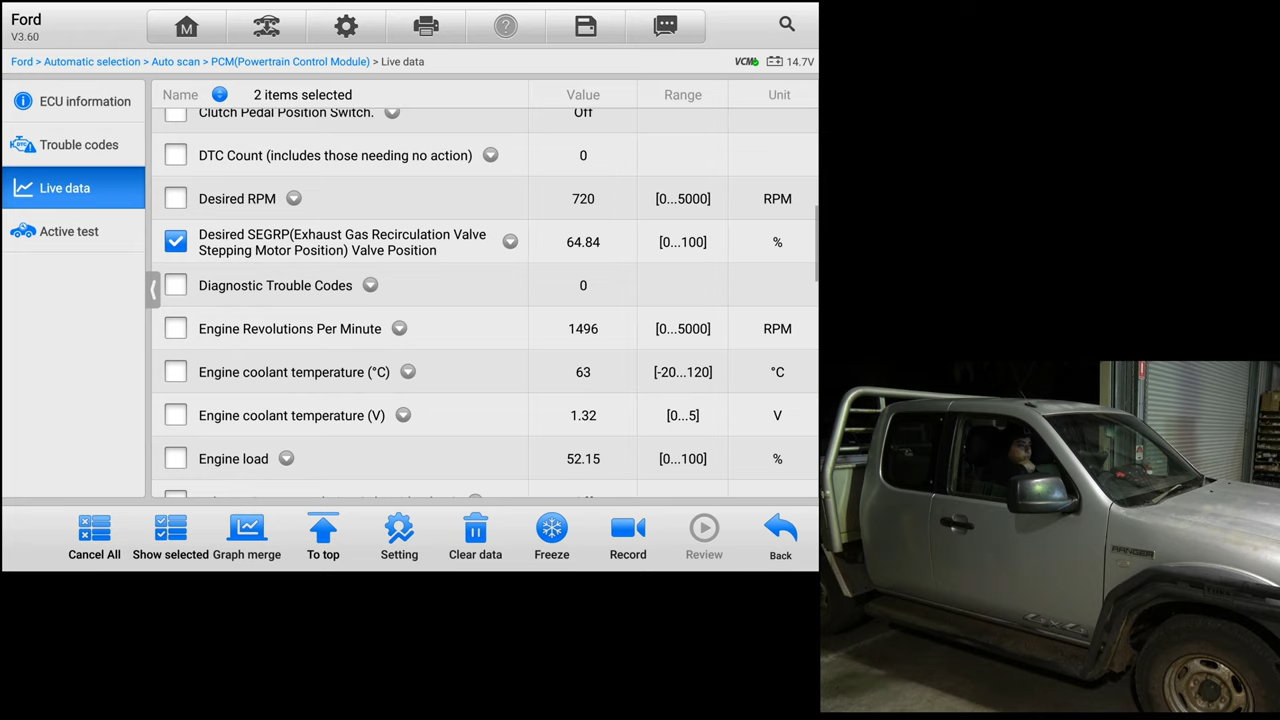 Ford
V3.60
M
?
Ford > Automatic selection > Auto scan > PCM(Powertrain Control Module) > Live data
VCMI
14.7V
ECU information
Trouble codes
Live data
Active test
Name 2 items selected Value Range Unit
Clutch Pedal Position Switch. Off
DTC Count (includes those needing no action) 0
Desired RPM 720 [0...5000] RPM
Desired SEGRP(Exhaust Gas Recirculation Valve
Stepping Motor Position) Valve Position 64.84 [0...100] %
Diagnostic Trouble Codes 0
Engine Revolutions Per Minute 1496 [0...5000] RPM
Engine coolant temperature (°C) 63 [-20...120] °C
Engine coolant temperature (V) 1.32 [0...5] V
Engine load 52.15 [0...100] %
Cancel All
Show selected
Graph merge
To top
Setting
Clear data
Freeze
Record
Review
Back
RANGER
4x4